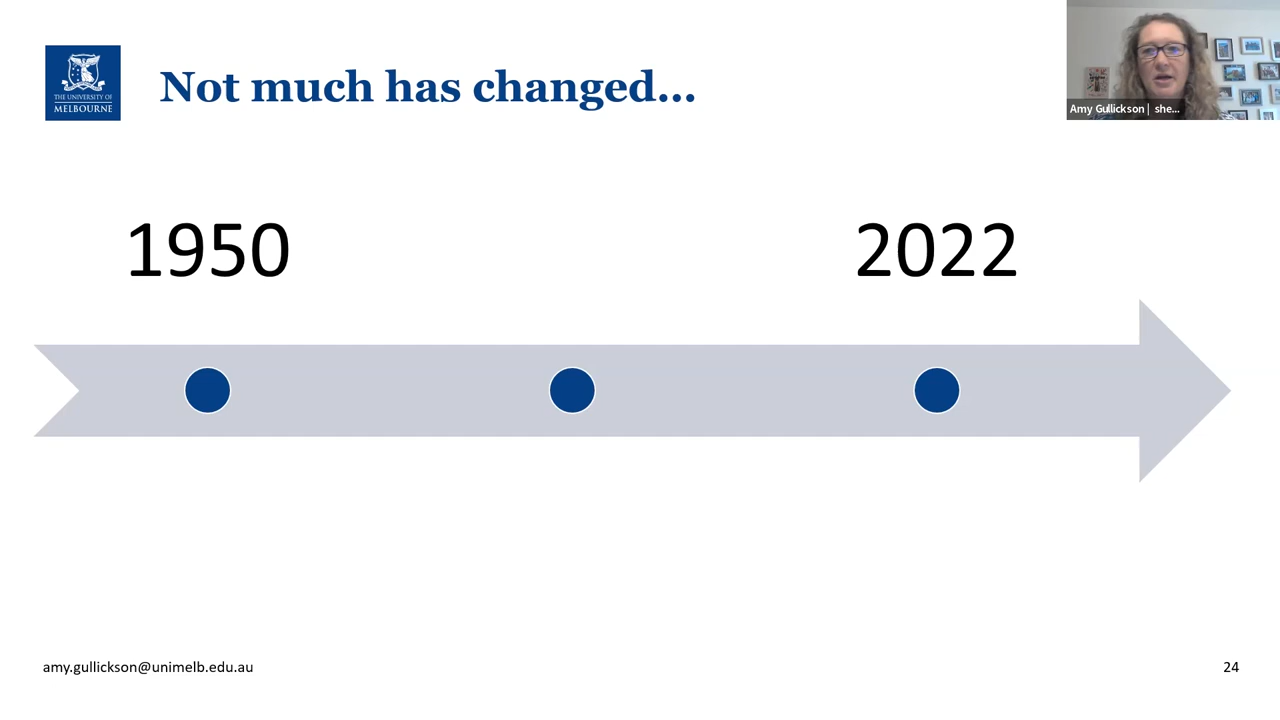 THE UNIVERSITY OF
MELBOURNE
Not much has changed...
Amy Gullickson | she...
1950
2022
amy.gullickson@unimelb.edu.au
24